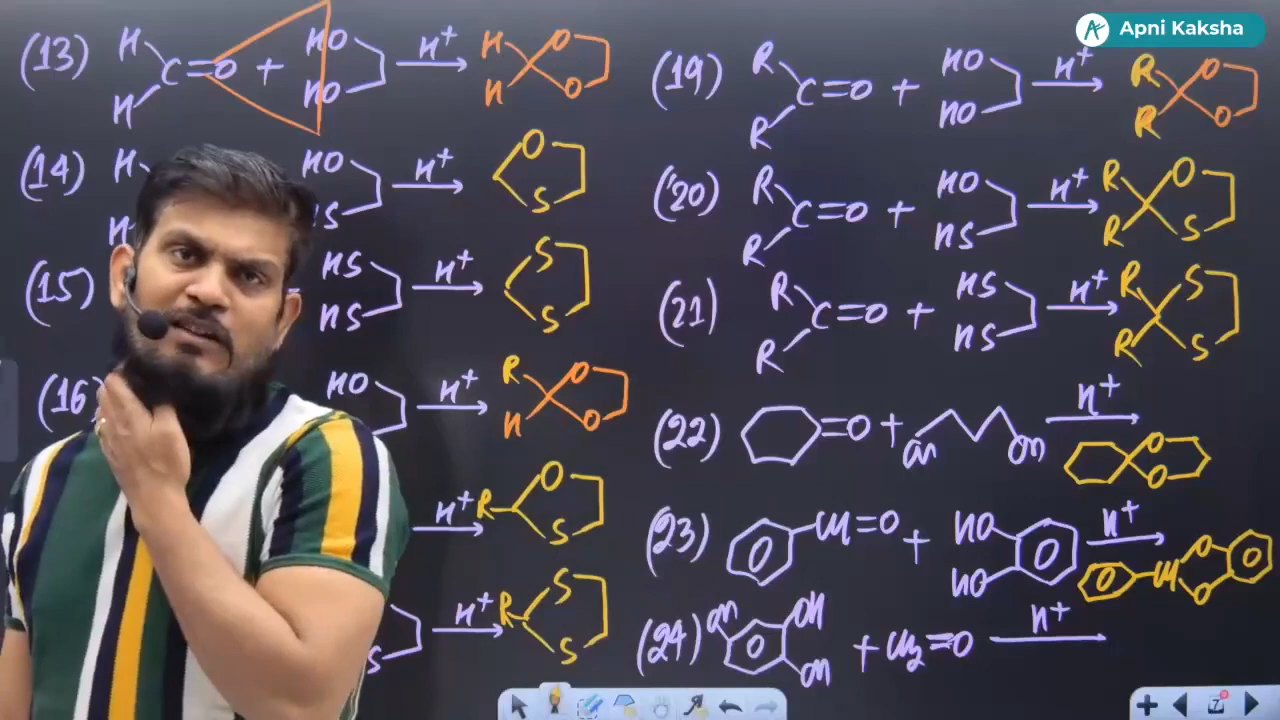 Apni Kaksha
(13) H H C=O + HO HO H+ H H O O
(14) H H HO HS H+ O S
(15) HS HS H+ S S
(16) HO H+ R H O O
H+ R O S
S H+ R S S
(19) R R C=O + HO HO H+ R R O O
(20) R R C=O + HO HS H+ R R O S
(21) R R C=O + HS HS H+ R R S S
(22) =O + OH OH H+ O O
(23) CH=O + HO HO H+ CH O O
(24) OH OH OH + CH2=O H+